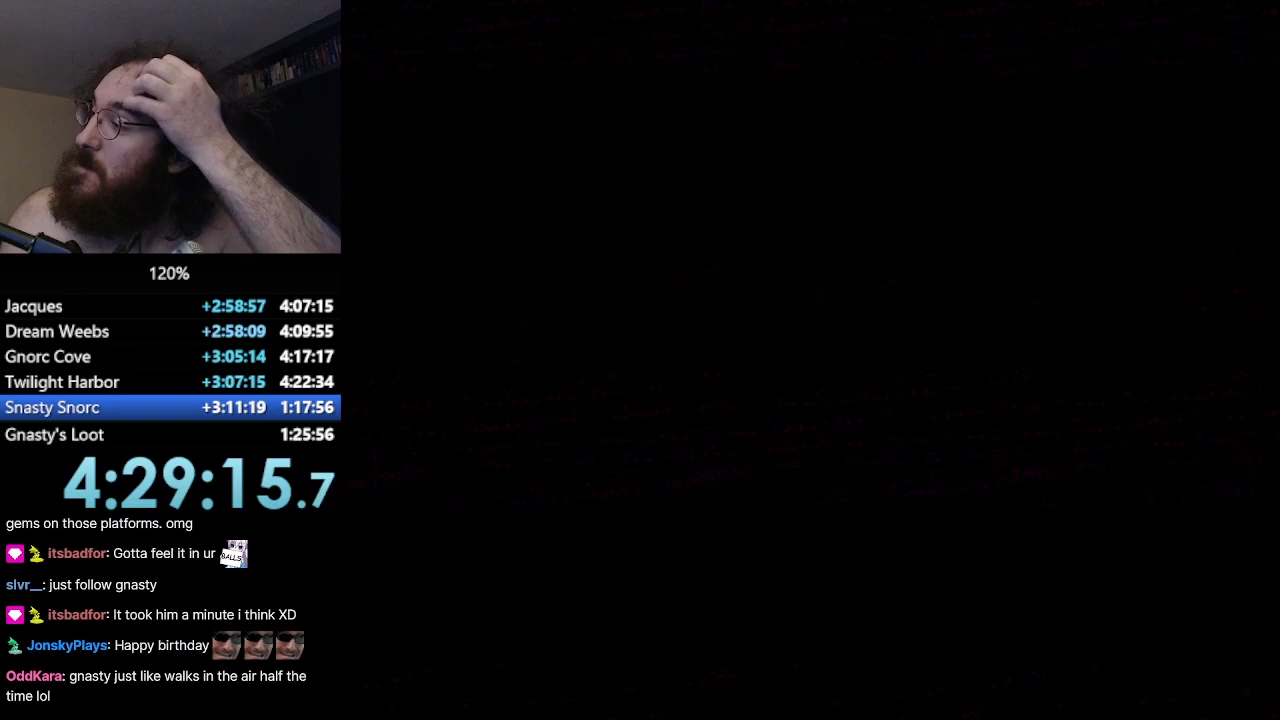 120%
Jacques +2:58:57 4:07:15
Dream Weebs +2:58:09 4:09:55
Gnorc Cove +3:05:14 4:17:17
Twilight Harbor +3:07:15 4:22:34
Snasty Snorc +3:11:19 1:17:56
Gnasty's Loot 1:25:56
4:29:15.7
gems on those platforms. omg
itsbadfor: Gotta feel it in ur BALLS
slvr__: just follow gnasty
itsbadfor: It took him a minute i think XD
JonskyPlays: Happy birthday
OddKara: gnasty just like walks in the air half the
time lol